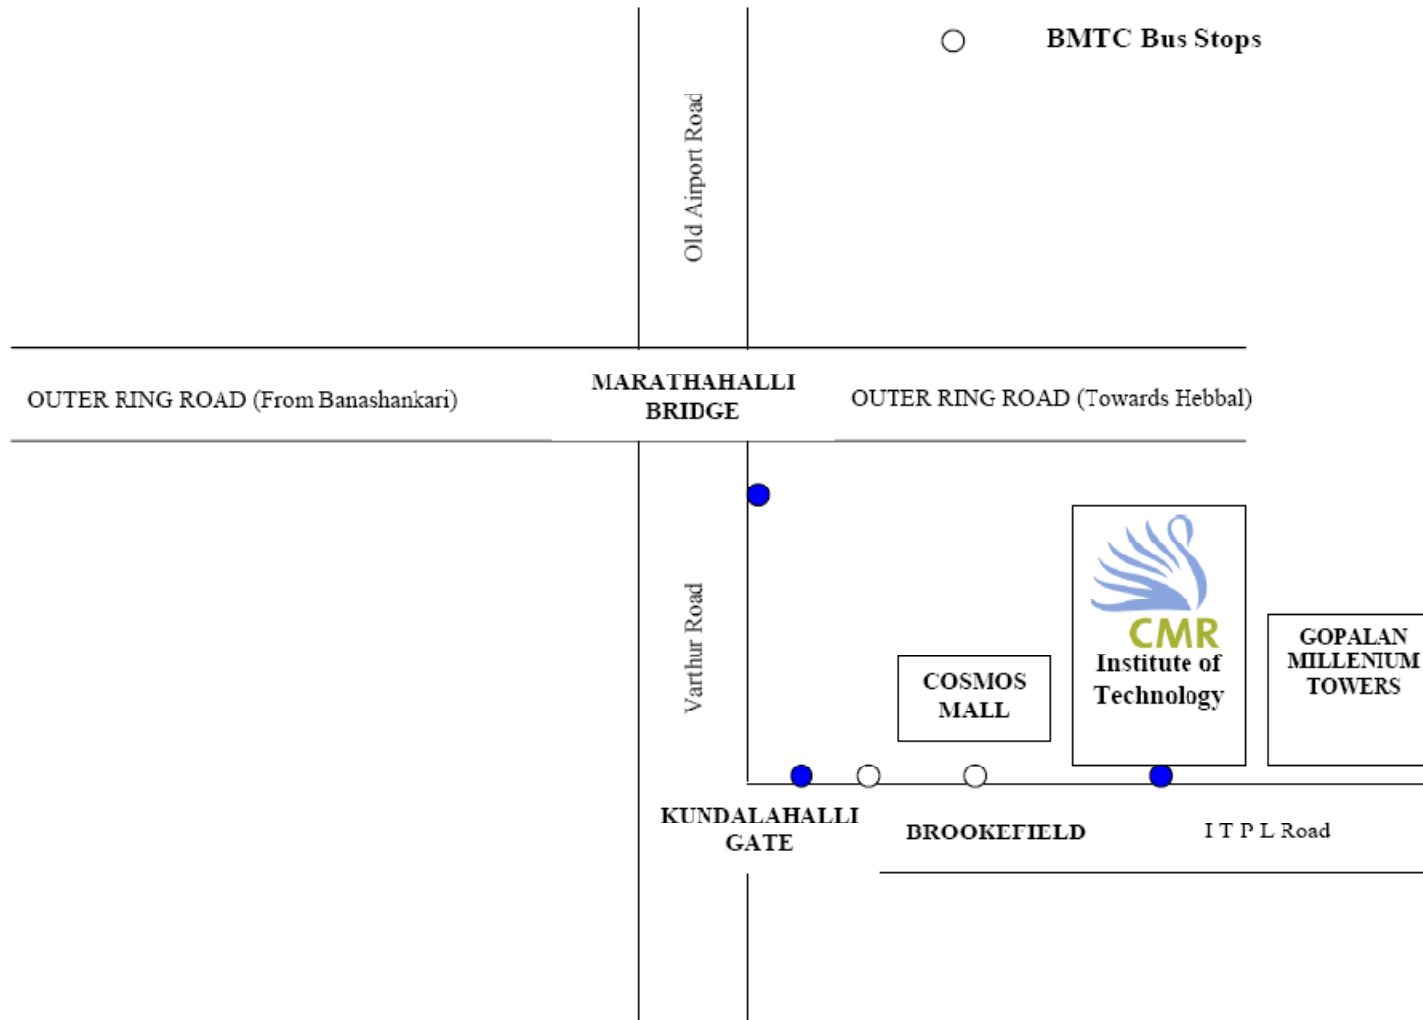 BMTC Bus Stops
Old Airport Road
OUTER RING ROAD (From Banashankari)
MARATHAHALLI
BRIDGE
OUTER RING ROAD (Towards Hebbal)
Varthur Road
COSMOS
MALL
CMR
Institute of
Technology
GOPALAN
MILLENIUM
TOWERS
KUNDALAHALLI
GATE
BROOKEFIELD
I T P L Road